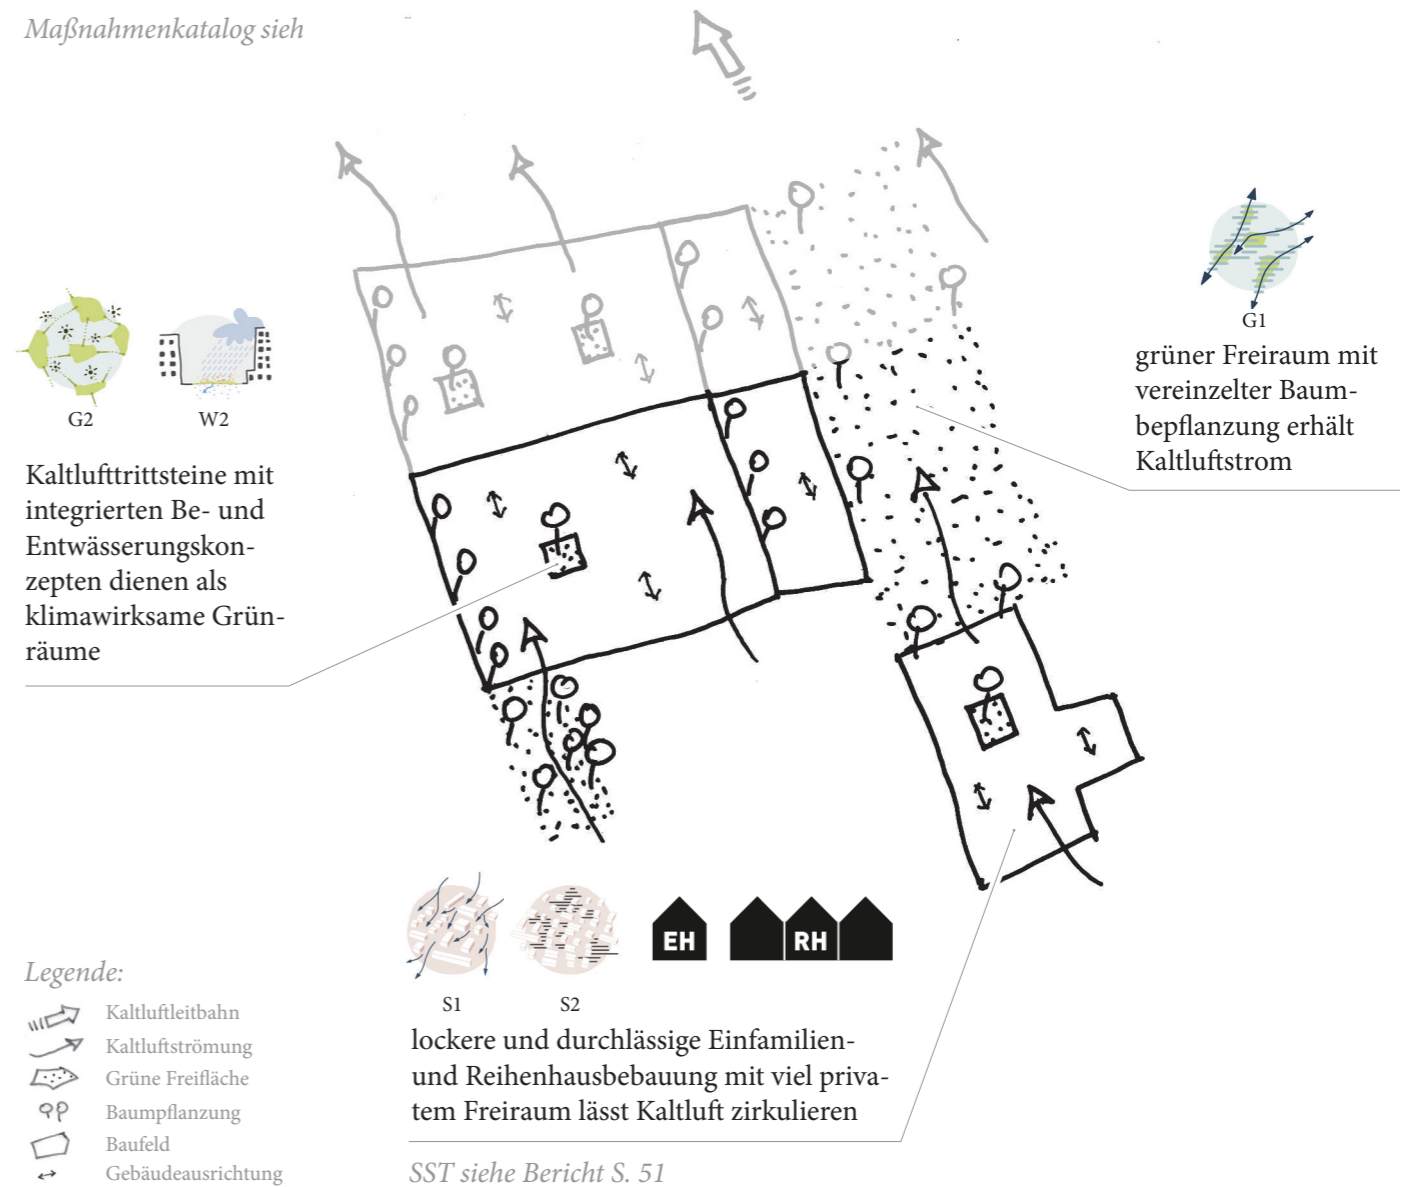 Maßnahmenkatalog sieh
G1
grüner Freiraum mit
vereinzelter Baum-
bepflanzung erhält
Kaltluftstrom
G2
W2
Kaltlufttrittsteine mit
integrierten Be- und
Entwässerungskon-
zepten dienen als
klimawirksame Grün-
räume
EH
RH
S1
S2
lockere und durchlässige Einfamilien-
und Reihenhausbebauung mit viel priva-
tem Freiraum lässt Kaltluft zirkulieren
SST siehe Bericht S. 51
Legende:
Kaltluftleitbahn
Kaltluftströmung
Grüne Freifläche
Baumpflanzung
Baufeld
Gebäudeausrichtung